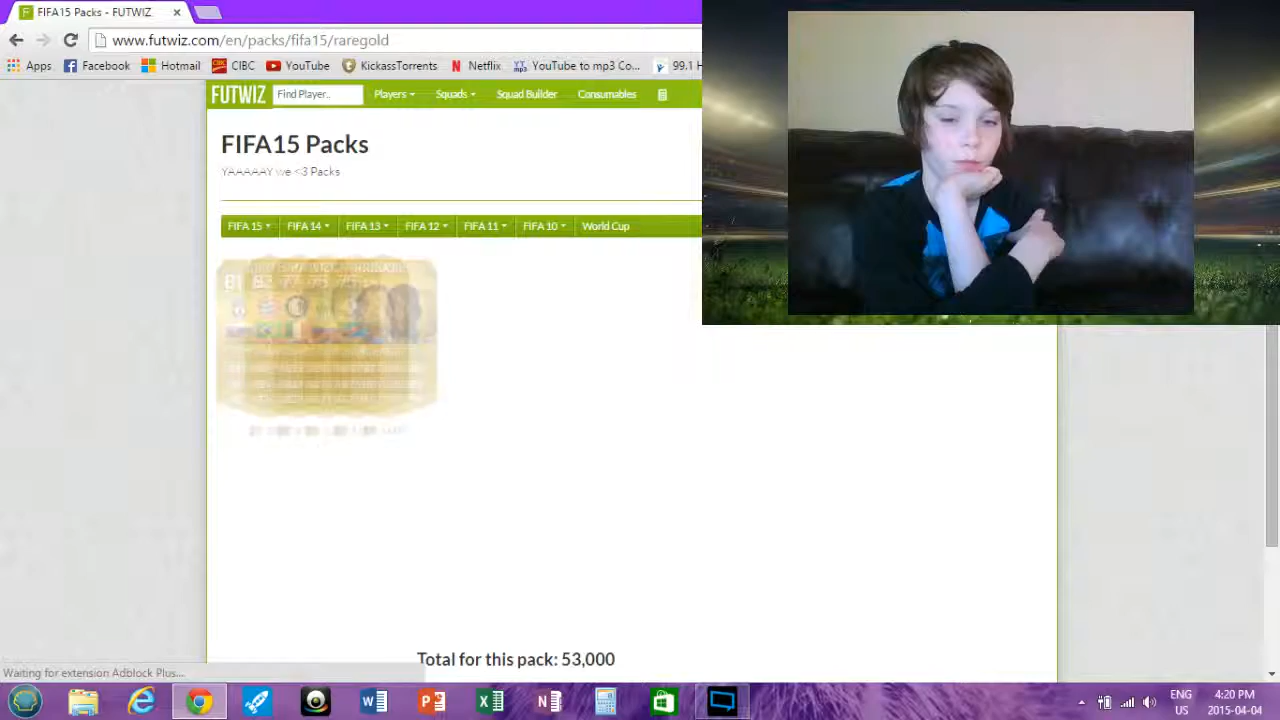 FIFA15 Packs - FUTWIZ
www.futwiz.com/en/packs/fifa15/raregold
Apps Facebook Hotmail CIBC YouTube KickassTorrents Netflix YouTube to mp3 Co... 99.1 H
FUTWIZ Find Player.. Players Squads Squad Builder Consumables
FIFA15 Packs
YAAAAAY we <3 Packs
FIFA 15 FIFA 14 FIFA 13 FIFA 12 FIFA 11 FIFA 10 World Cup
Total for this pack: 53,000
Waiting for extension Adblock Plus...
ENG 4:20 PM
US 2015-04-04